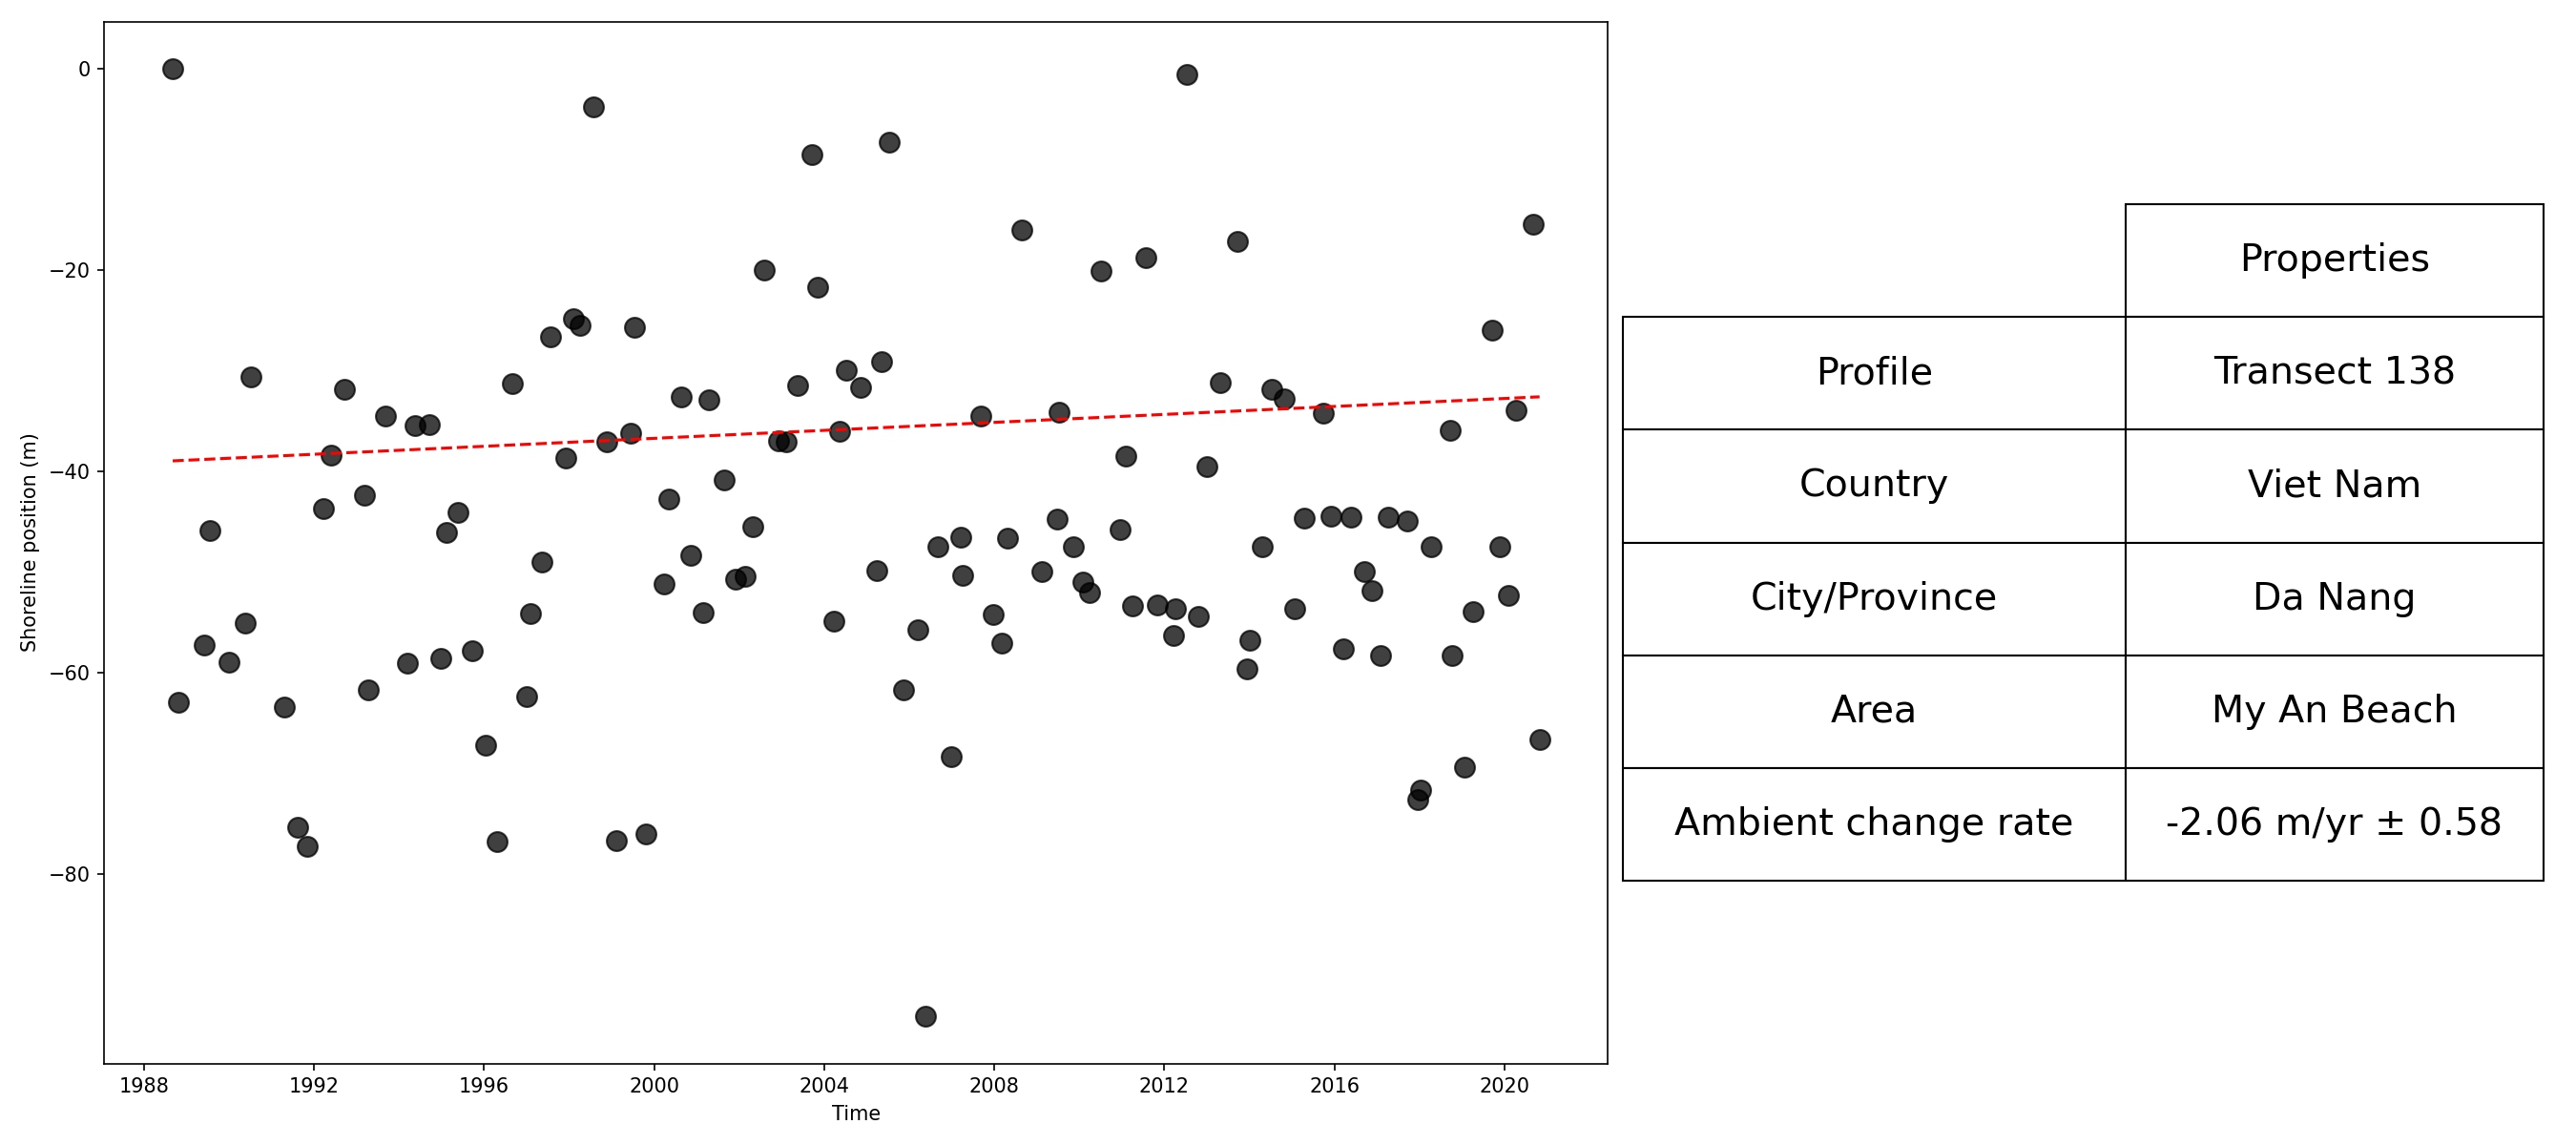 0
−20
−40
−60
−80
Shoreline position (m)
1988 1992 1996 2000 2004 2008 2012 2016 2020
Time
Properties
Profile Transect 138
Country Viet Nam
City/Province Da Nang
Area My An Beach
Ambient change rate -2.06 m/yr ± 0.58